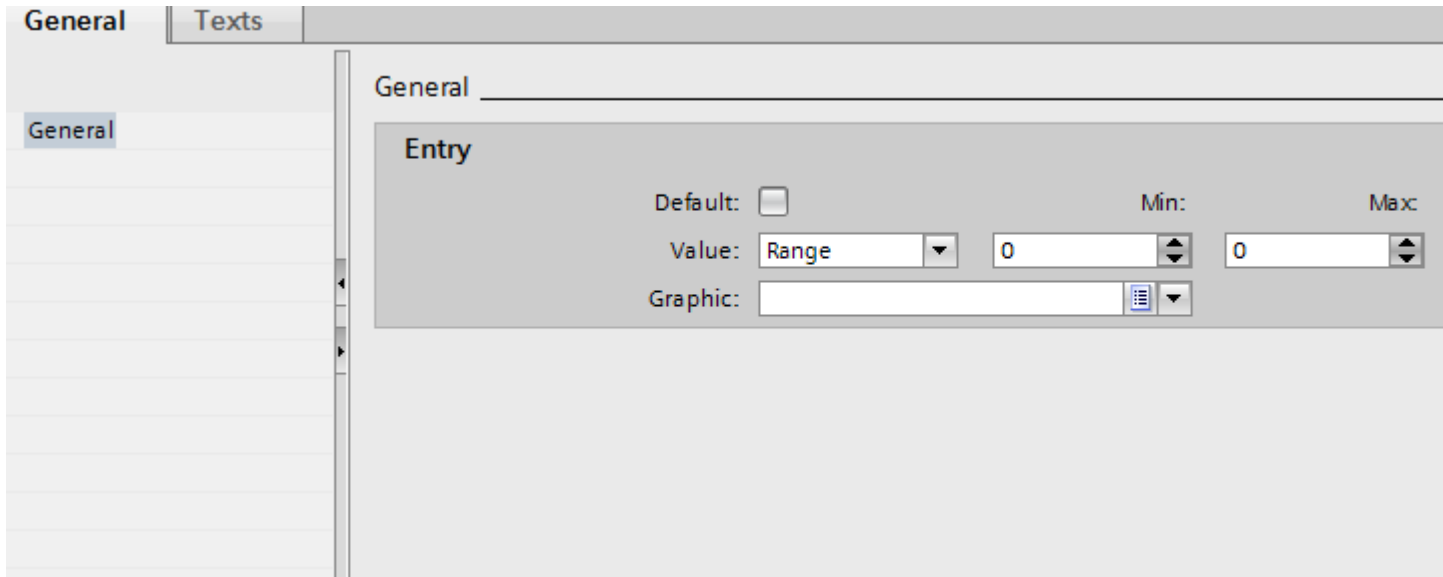 General Texts
General
General
Entry
Default: Min: Max:
Value: Range 0 0
Graphic: